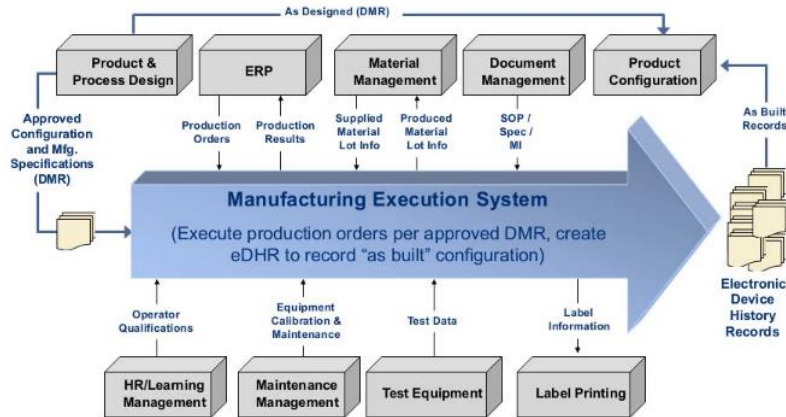 As Designed (DMR)
Product &
Process Design
ERP
Material
Management
Document
Management
Product
Configuration
Approved
Configuration
and Mfg.
Specifications
(DMR)
Production
Orders
Production
Results
Supplied
Material
Lot Info
Produced
Material
Lot Info
SOP /
Spec /
MI
As Built
Records
Manufacturing Execution System
(Execute production orders per approved DMR, create
eDHR to record “as built” configuration)
Electronic
Device
History
Records
Operator
Qualifications
Equipment
Calibration &
Maintenance
Test Data
Label
Information
HR/Learning
Management
Maintenance
Management
Test Equipment
Label Printing